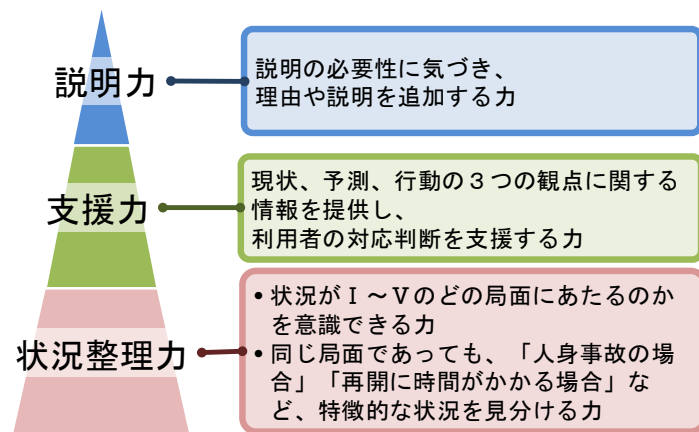 説明力
説明の必要性に気づき、
理由や説明を追加する力
支援力
現状、予測、行動の３つの観点に関する
情報を提供し、
利用者の対応判断を支援する力
状況整理力
•状況がⅠ～Ⅴのどの局面にあたるのか
を意識できる力
•同じ局面であっても、「人身事故の場
合」「再開に時間がかかる場合」な
ど、特徴的な状況を見分ける力